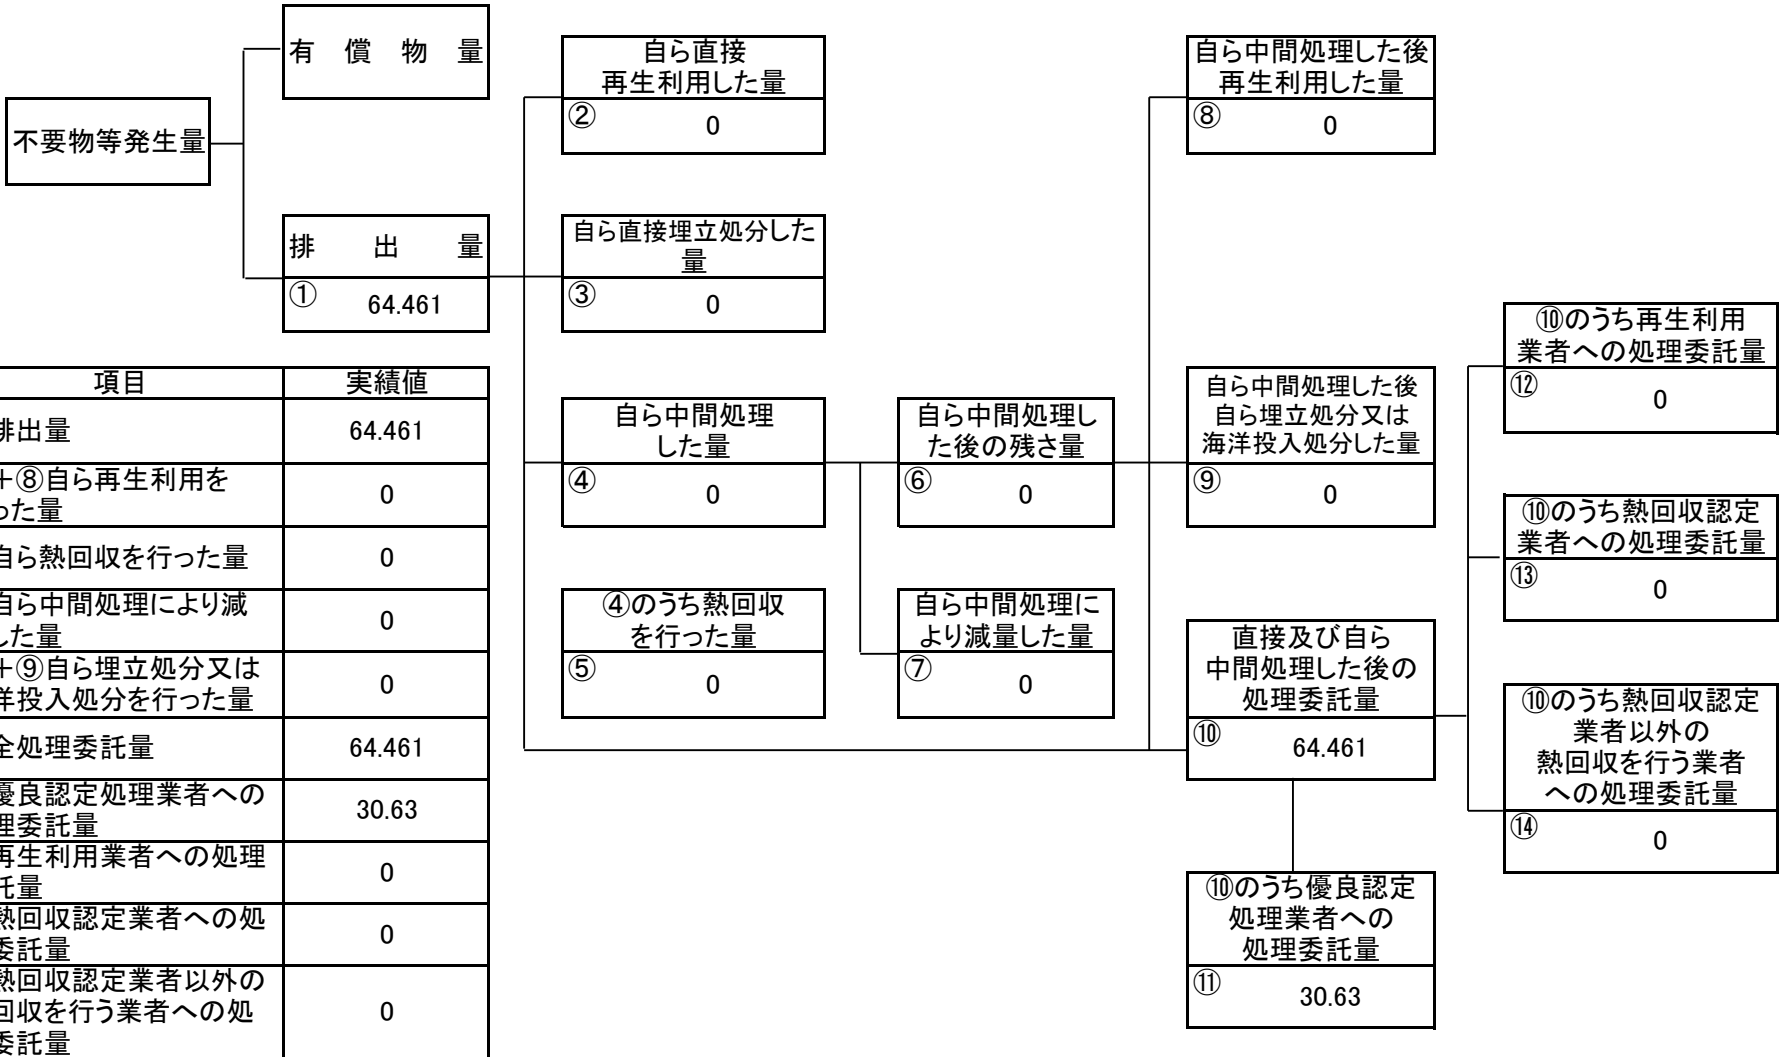 有償物量
不要物等発生量
排出量
①
64.461
自ら直接
再生利用した量
②
0
自ら直接埋立処分した
量
③
0
自ら中間処理
した量
④
0
④のうち熱回収
を行った量
⑤
0
自ら中間処理し
た後の残さ量
⑥
0
自ら中間処理に
より減量した量
⑦
0
自ら中間処理した後
再生利用した量
⑧
0
自ら中間処理した後
自ら埋立処分又は
海洋投入処分した量
⑨
0
直接及び自ら
中間処理した後の
処理委託量
⑩
64.461
⑩のうち優良認定
処理業者への
処理委託量
⑪
30.63
⑩のうち再生利用
業者への処理委託量
⑫
0
⑩のうち熱回収認定
業者への処理委託量
⑬
0
⑩のうち熱回収認定
業者以外の
熱回収を行う業者
への処理委託量
⑭
0
項目 実績値
排出量 64.461
+⑧自ら再生利用を
った量 0
自ら熱回収を行った量 0
自ら中間処理により減
した量 0
+⑨自ら埋立処分又は
洋投入処分を行った量 0
全処理委託量 64.461
優良認定処理業者への
理委託量 30.63
再生利用業者への処理
託量 0
熱回収認定業者への処
委託量 0
熱回収認定業者以外の
回収を行う業者への処
委託量 0